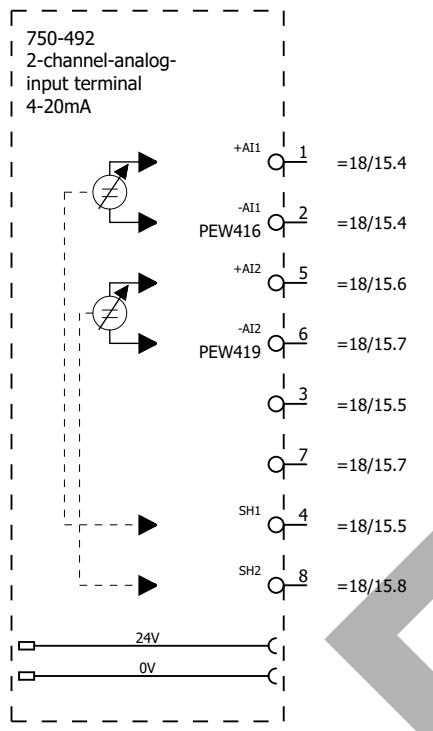 750-492
2-channel-analog-
input terminal
4-20mA
+AI1 1 =18/15.4
-AI1 2 =18/15.4
PEW416
+AI2 5 =18/15.6
-AI2 6 =18/15.7
PEW419
3 =18/15.5
7 =18/15.7
SH1 4 =18/15.5
SH2 8 =18/15.8
24V
0V